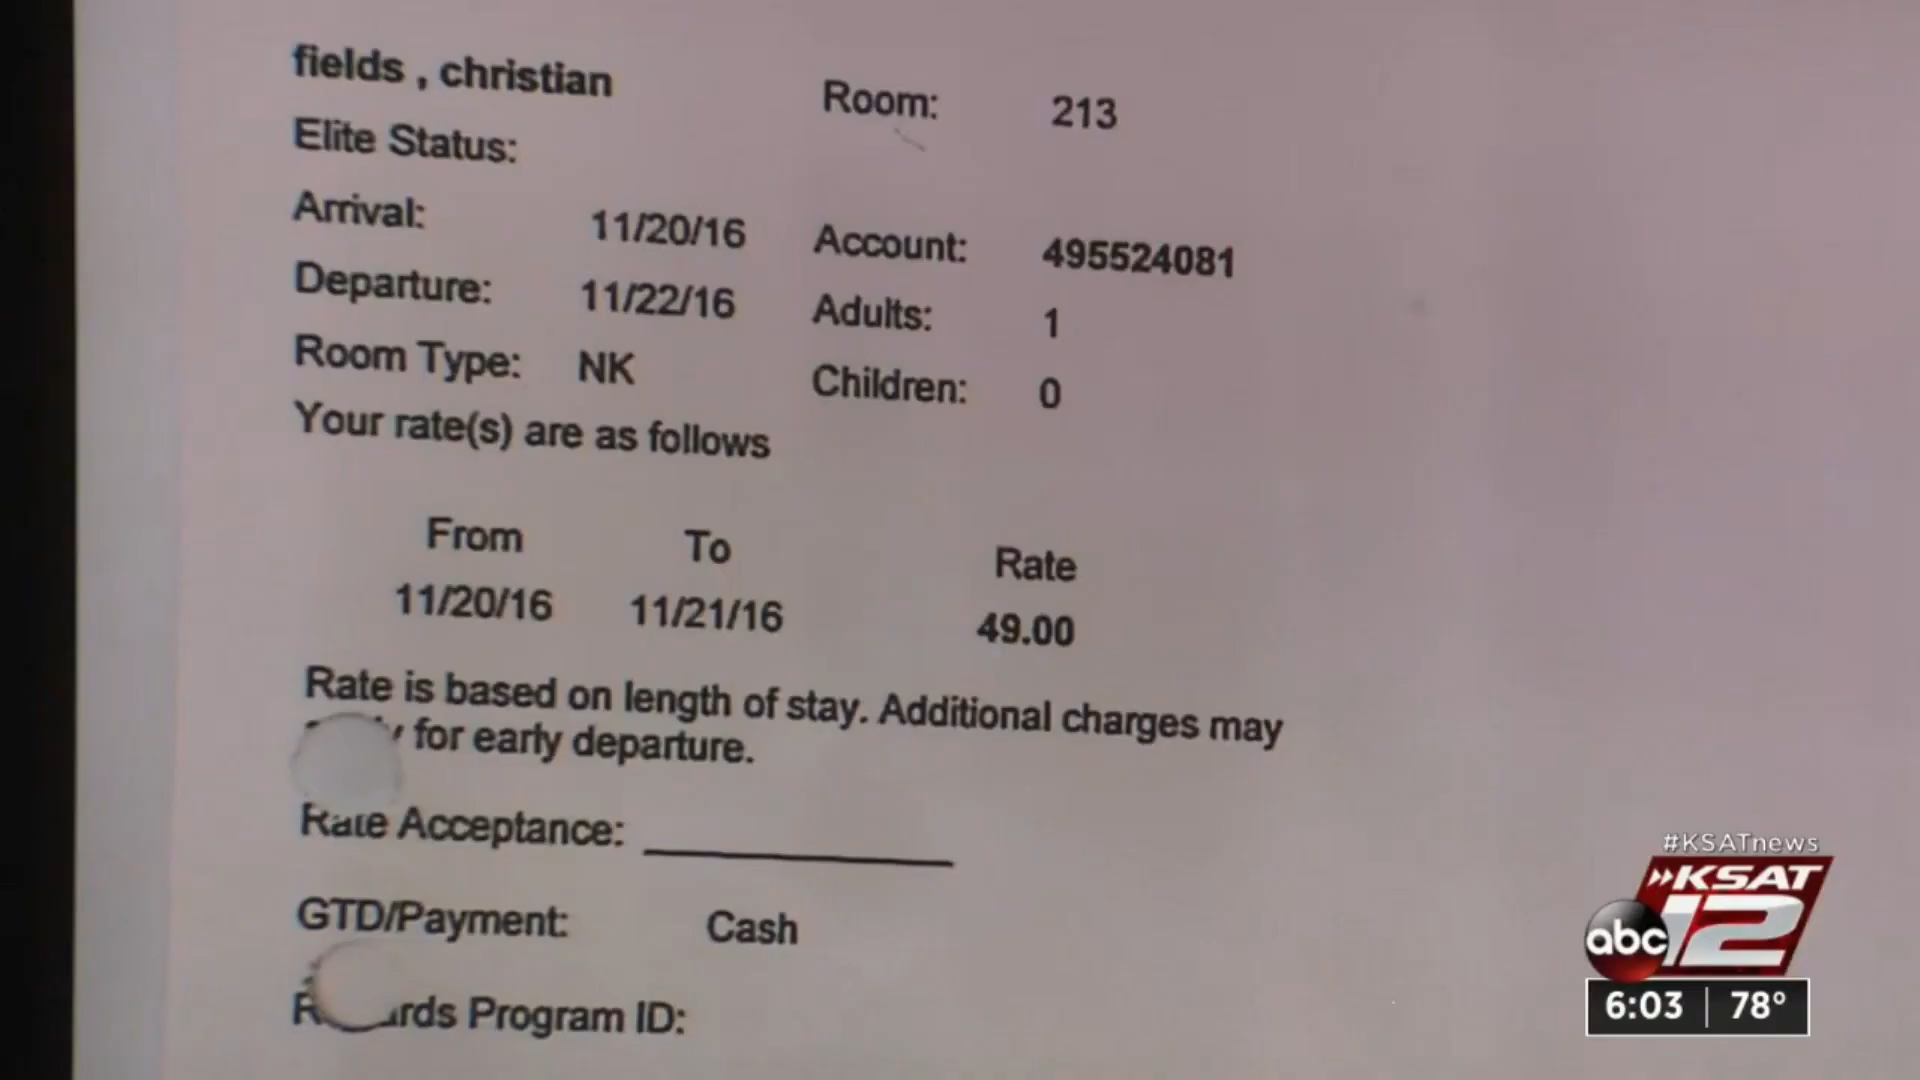 fields , christian
Room: 213
Elite Status:
Arrival: 11/20/16 Account: 495524081
Departure: 11/22/16 Adults: 1
Room Type: NK Children: 0
Your rate(s) are as follows
From To Rate
11/20/16 11/21/16 49.00
Rate is based on length of stay. Additional charges may
for early departure.
Rate Acceptance:
GTD/Payment: Cash
Program ID:
#KSATnews
KSAT
abc 12
6:03 78°